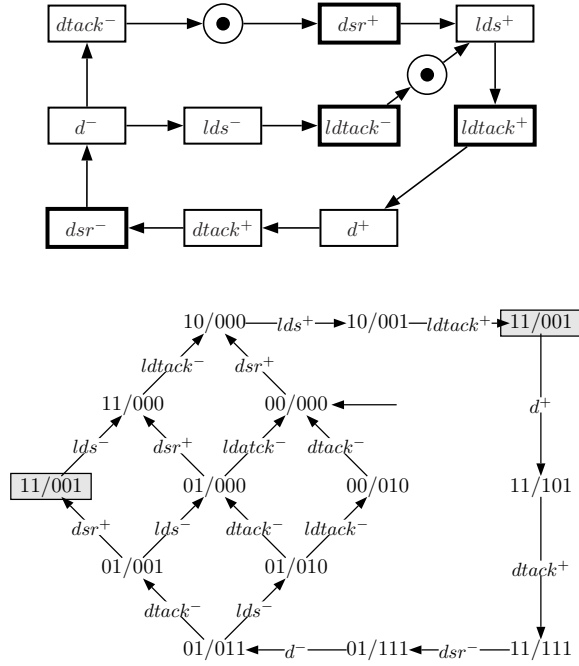 dtack⁻ dsr⁺ lds⁺
d⁻ lds⁻ ldtack⁻ ldtack⁺
dsr⁻ dtack⁺ d⁺
10/000 lds⁺ 10/001 ldtack⁺ 11/001
ldtack⁻ dsr⁺
11/000 00/000 d⁺
lds⁻ dsr⁺ ldatck⁻ dtack⁻
11/001 01/000 00/010 11/101
dsr⁺ lds⁻ dtack⁻ ldtack⁻
01/001 01/010 dtack⁺
dtack⁻ lds⁻
01/011 d⁻ 01/111 dsr⁻ 11/111